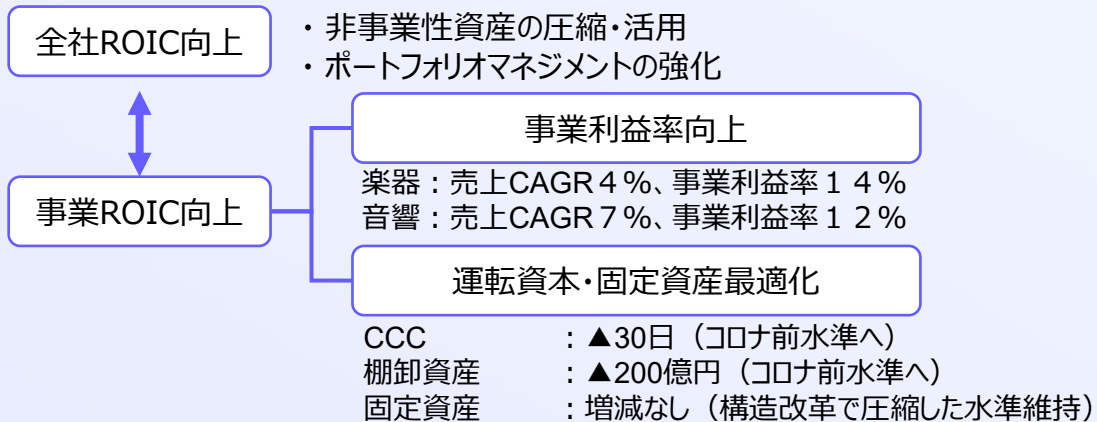 全社ROIC向上
・非事業性資産の圧縮・活用
・ポートフォリオマネジメントの強化
事業ROIC向上
事業利益率向上
楽器：売上CAGR４%、事業利益率１４%
音響：売上CAGR７%、事業利益率１２%
運転資本・固定資産最適化
CCC ：▲30日（コロナ前水準へ）
棚卸資産 ：▲200億円（コロナ前水準へ）
固定資産 ：増減なし（構造改革で圧縮した水準維持）